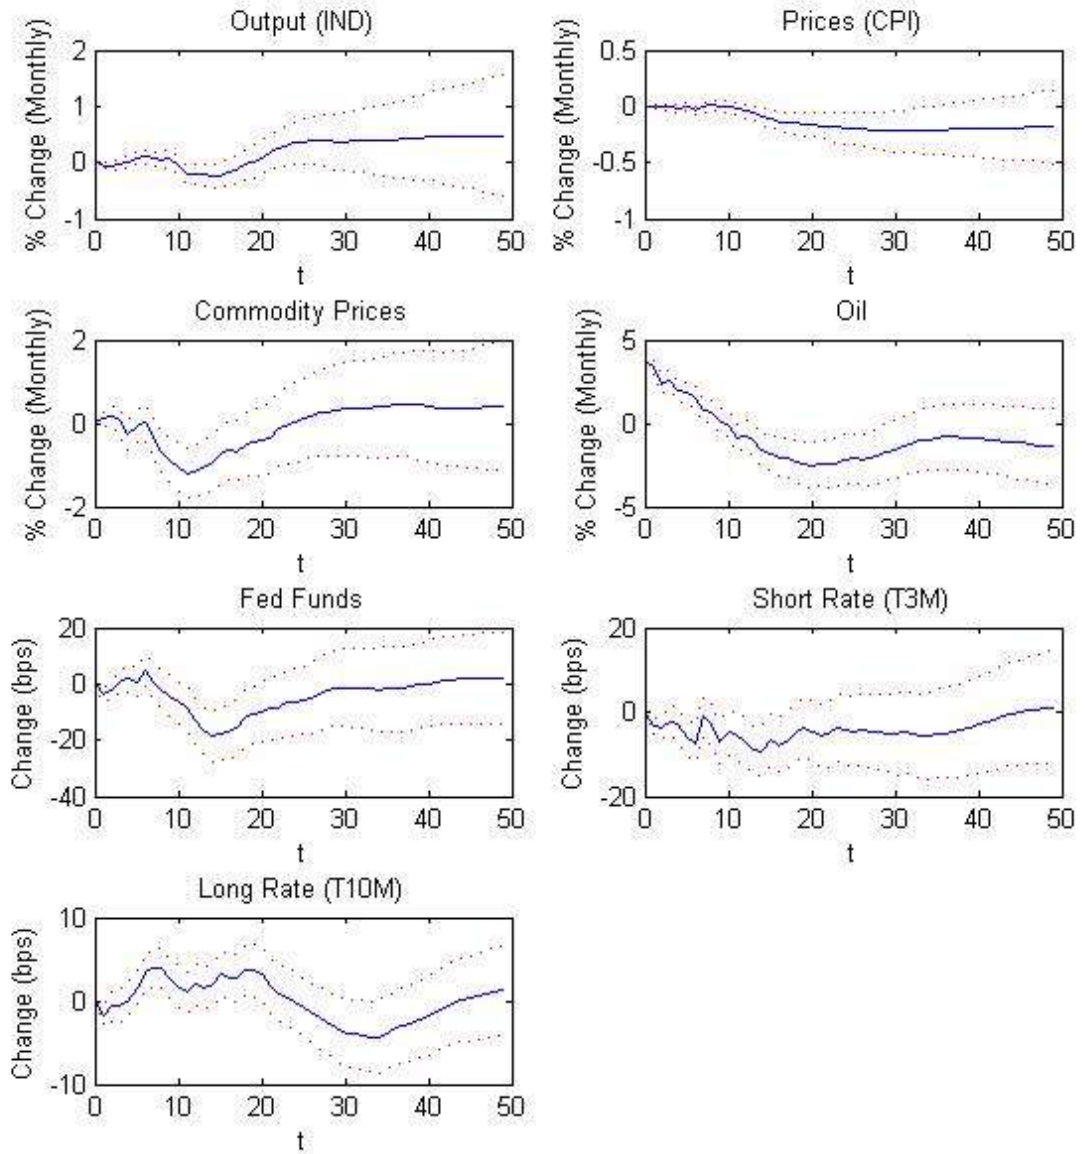 Output (IND)
% Change (Monthly)
2
1
0
-1
0 10 20 30 40 50
t
Prices (CPI)
% Change (Monthly)
0.5
0
-0.5
-1
0 10 20 30 40 50
t
Commodity Prices
% Change (Monthly)
2
0
-2
0 10 20 30 40 50
t
Oil
% Change (Monthly)
5
0
-5
0 10 20 30 40 50
t
Fed Funds
Change (bps)
20
0
-20
-40
0 10 20 30 40 50
t
Short Rate (T3M)
Change (bps)
20
0
-20
0 10 20 30 40 50
t
Long Rate (T10M)
Change (bps)
10
0
-10
0 10 20 30 40 50
t